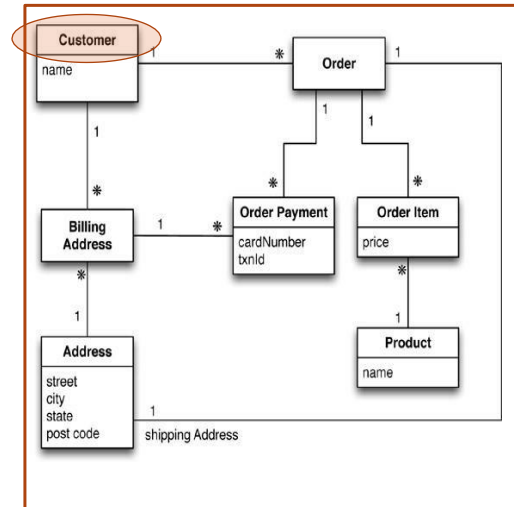 Customer
name
1
*
Order
1
1
*
1
1
*
*
Billing
Address
1
*
Order Payment
cardNumber
txnId
Order Item
price
*
1
*
1
Product
name
Address
street
city
state
post code
1
shipping Address